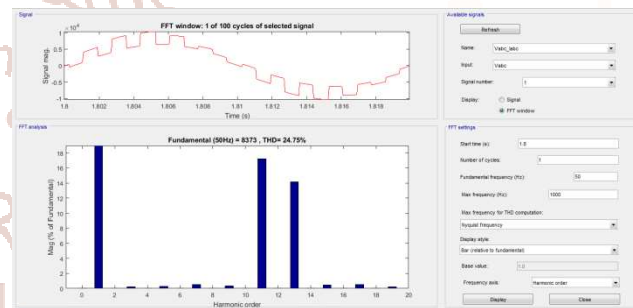 Signal
FFT window: 1 of 100 cycles of selected signal
1
0.5
0
-0.5
-1
Signal mag.
1.8 1.802 1.804 1.806 1.808 1.81 1.812 1.814 1.816 1.818
Time (s)
FFT analysis
Fundamental (50Hz) = 8373 , THD= 24.75%
18
16
14
12
10
8
6
4
2
0
Mag (% of Fundamental)
0 2 4 6 8 10 12 14 16 18 20
Harmonic order
Available signals
Refresh
Name:
Input:
Vabc
Signal number:
1
Display:
Signal
FFT window
FFT settings
Start time (s):
Number of cycles:
1
Fundamental frequency (Hz):
50
Max frequency (Hz):
1000
Max frequency for THD computation:
Nyquist frequency
Display style:
Bar (relative to fundamental)
Base value:
1.0
Frequency axis:
Harmonic order
Display
Close